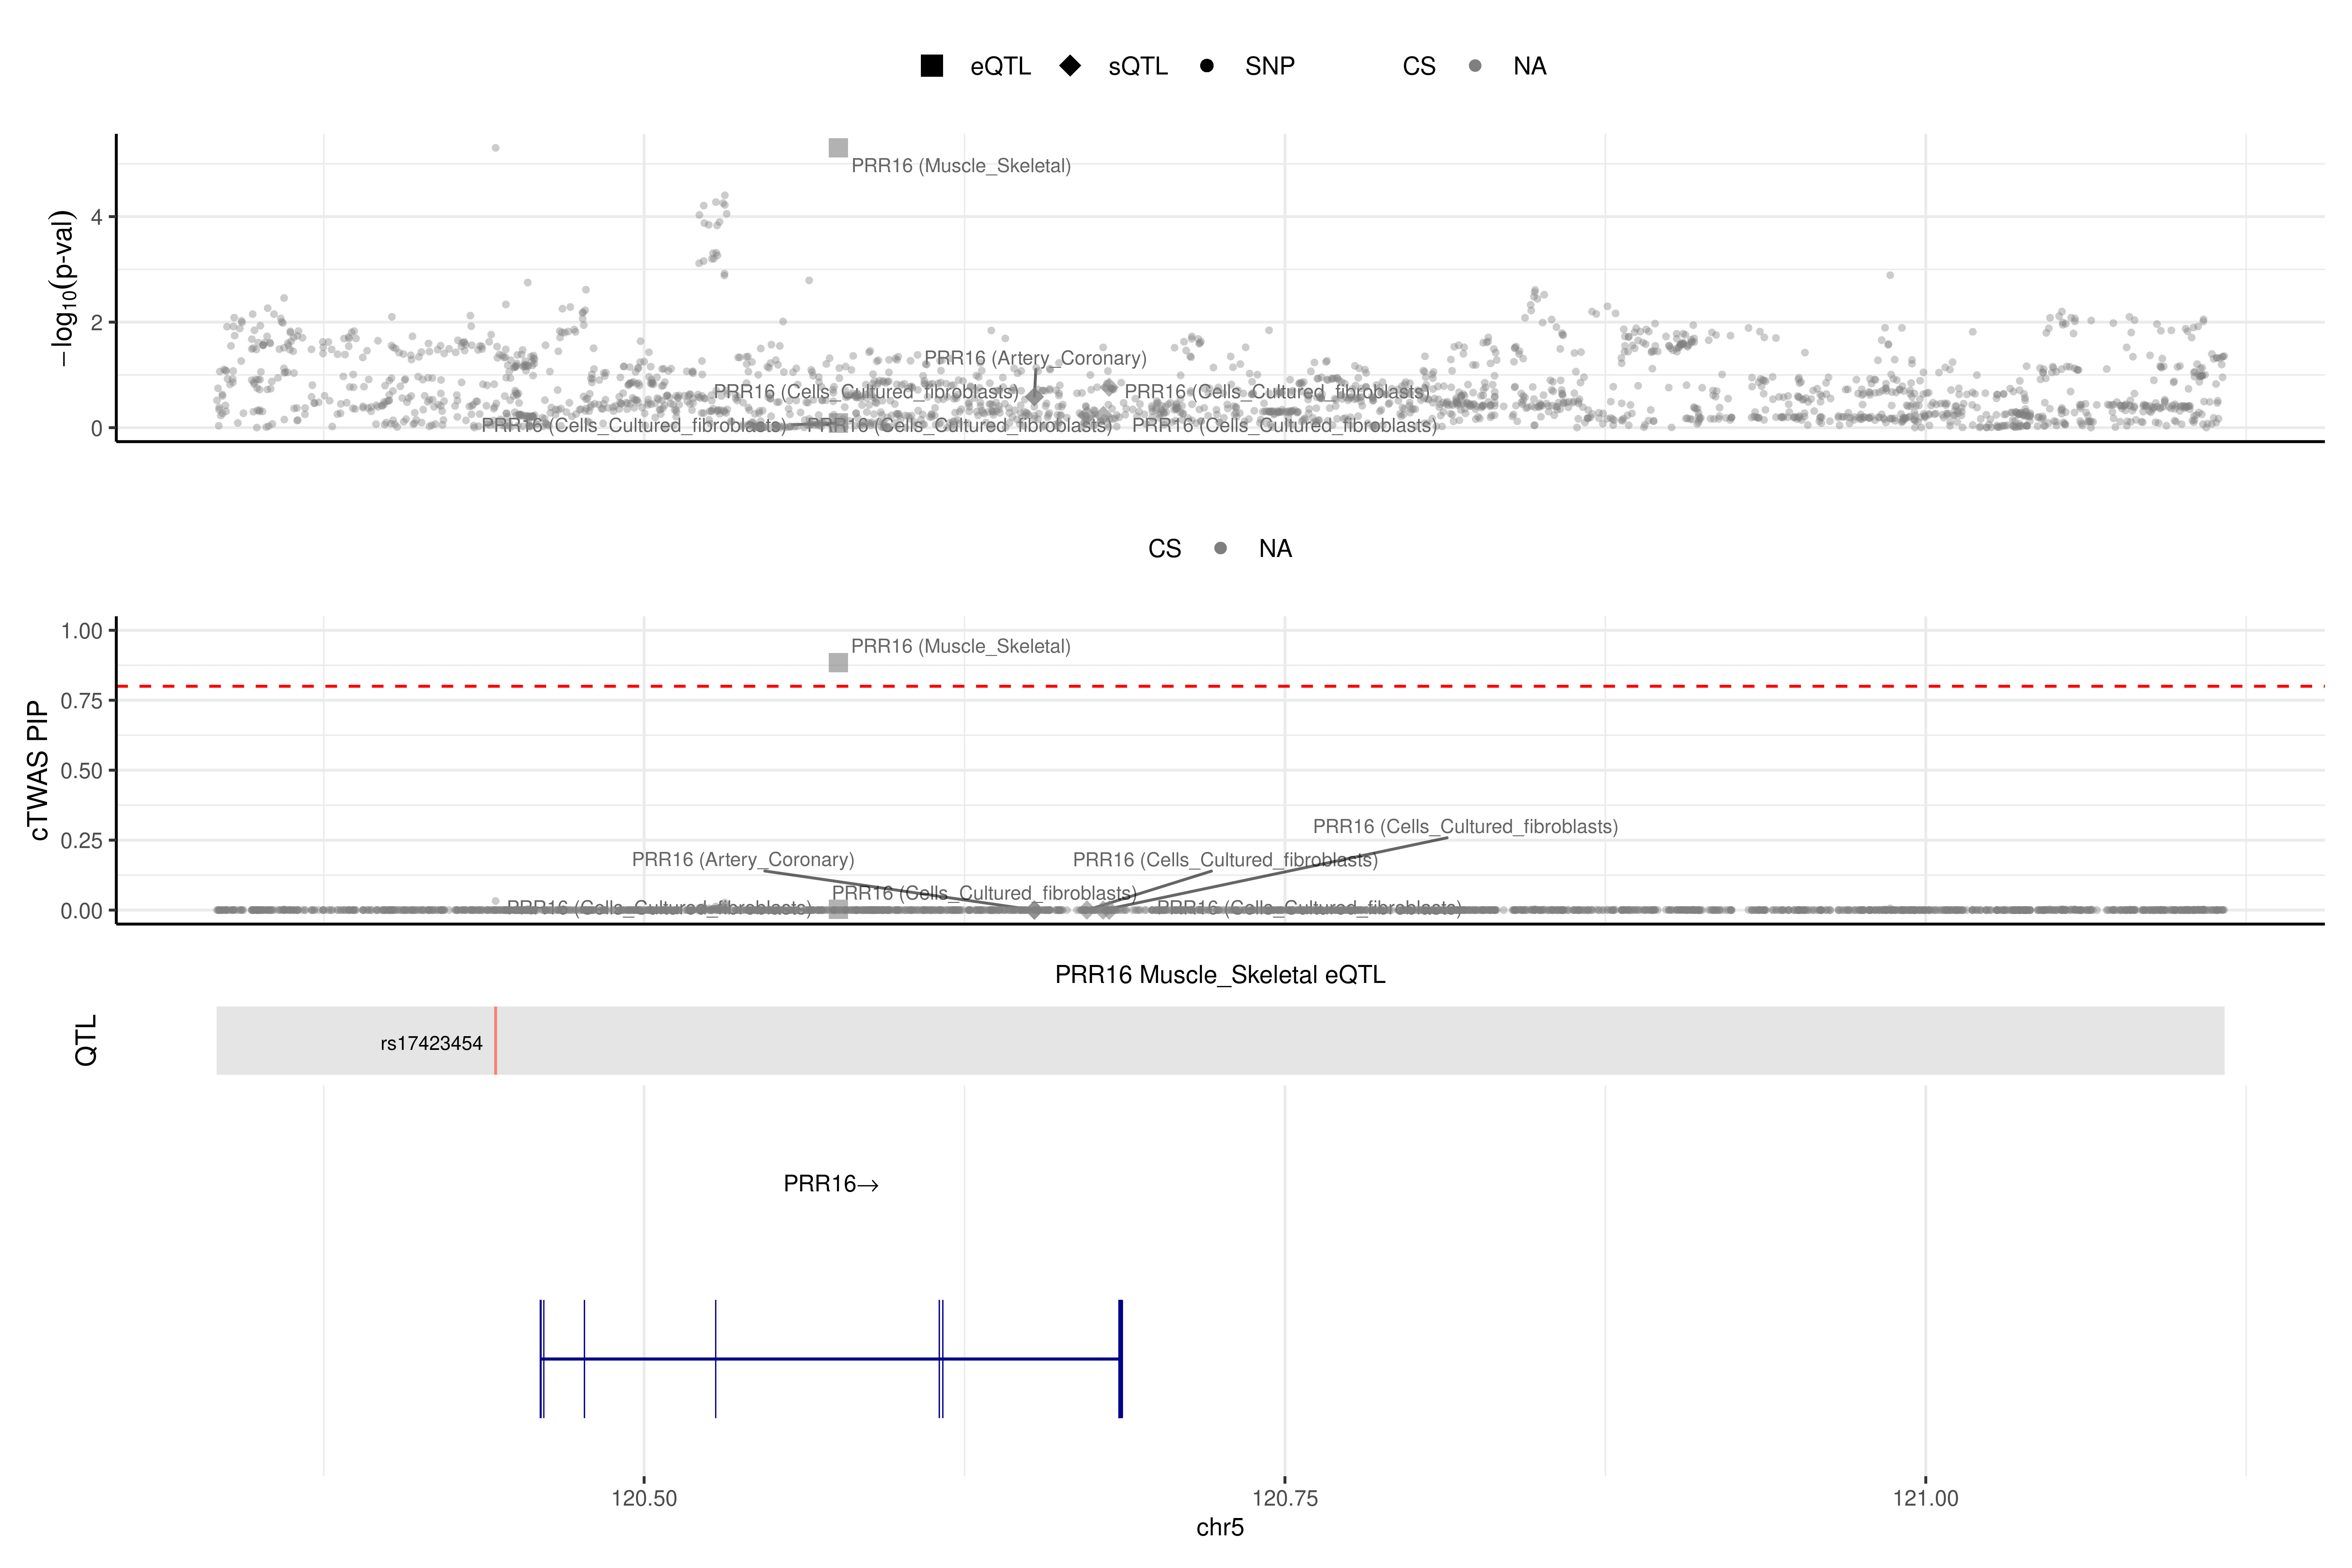 eQTL sQTL SNP CS NA
−log10(p-val)
4
2
0
PRR16 (Muscle_Skeletal)
PRR16 (Artery_Coronary)
PRR16 (Cells_Cultured_fibroblasts) PRR16 (Cells_Cultured_fibroblasts)
PRR16 (Cells_Cultured_fibroblasts) PRR16 (Cells_Cultured_fibroblasts) PRR16 (Cells_Cultured_fibroblasts)
CS NA
cTWAS PIP
1.00
0.75
0.50
0.25
0.00
PRR16 (Muscle_Skeletal)
PRR16 (Cells_Cultured_fibroblasts)
PRR16 (Artery_Coronary) PRR16 (Cells_Cultured_fibroblasts)
PRR16 (Cells_Cultured_fibroblasts)
PRR16 (Cells_Cultured_fibroblasts) PRR16 (Cells_Cultured_fibroblasts)
PRR16 Muscle_Skeletal eQTL
QTL
rs17423454
PRR16→
120.50 120.75 121.00
chr5